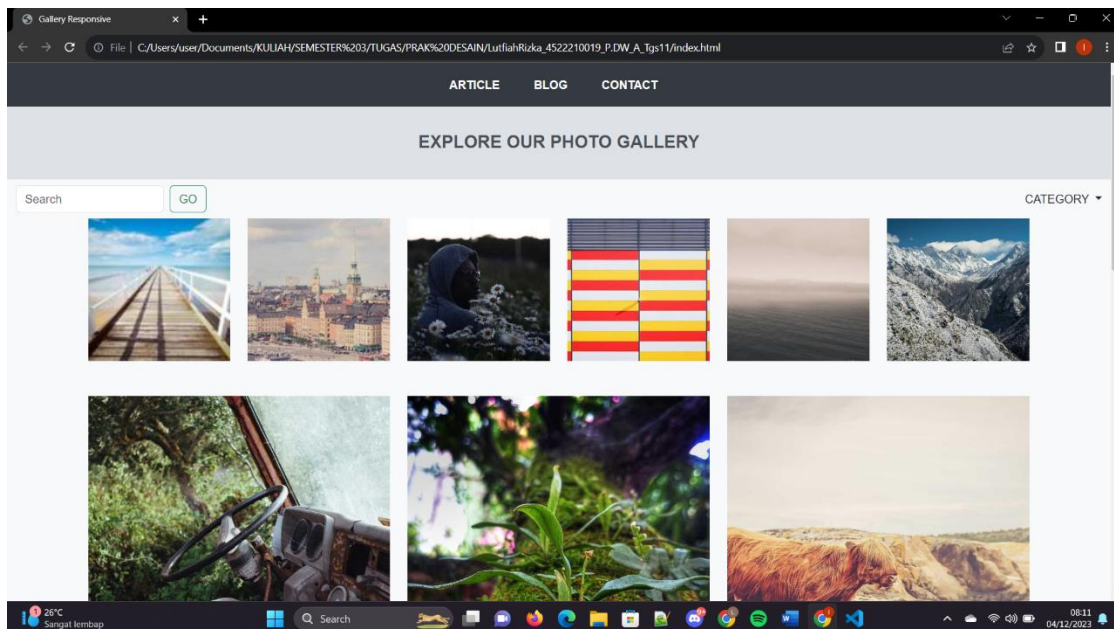 Gallery Responsive
File C:/Users/user/Documents/KULIAH/SEMESTER%203/TUGAS/PRAK%20DESAIN/LutfiahRizka_4522210019_P.DW_A_Tgs11/index.html
ARTICLE BLOG CONTACT
EXPLORE OUR PHOTO GALLERY
Search GO CATEGORY
26°C
Sangat lembap
Search
08:11
04/12/2023